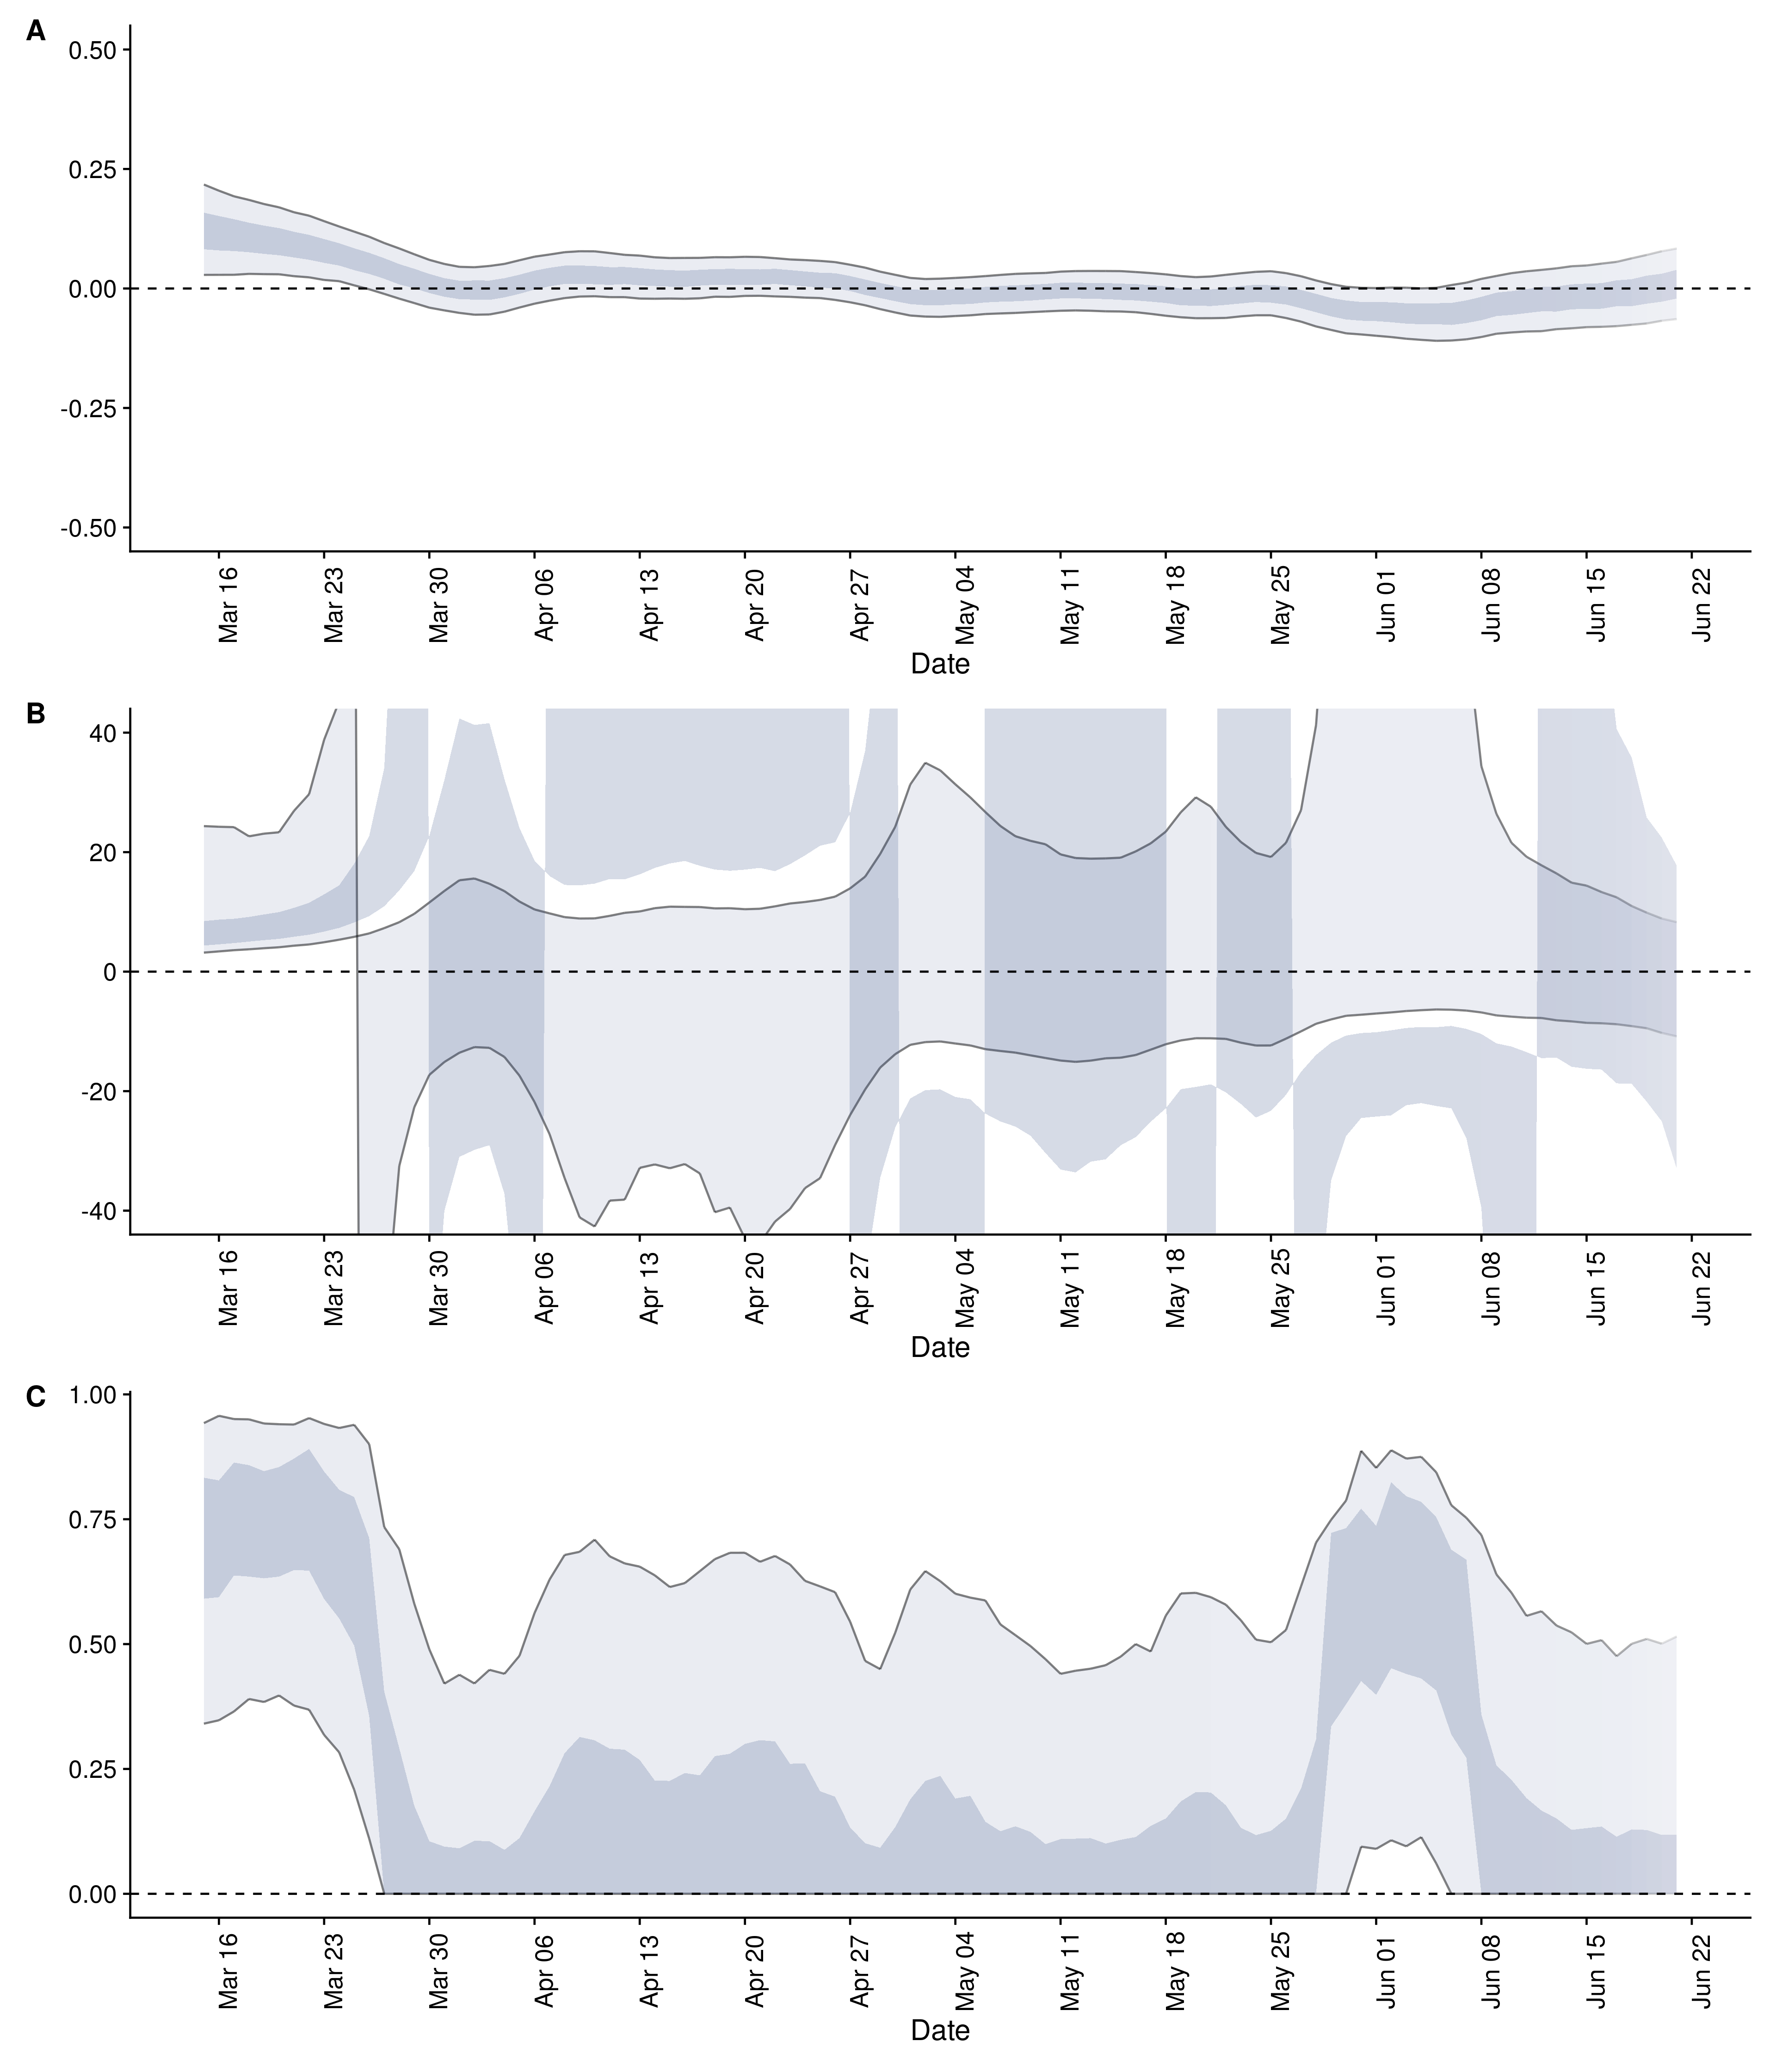 A
0.50
0.25
0.00
-0.25
-0.50
Mar 16
Mar 23
Mar 30
Apr 06
Apr 13
Apr 20
Apr 27
May 04
May 11
May 18
May 25
Jun 01
Jun 08
Jun 15
Jun 22
Date
B
40
20
0
-20
-40
Mar 16
Mar 23
Mar 30
Apr 06
Apr 13
Apr 20
Apr 27
May 04
May 11
May 18
May 25
Jun 01
Jun 08
Jun 15
Jun 22
Date
C
1.00
0.75
0.50
0.25
0.00
Mar 16
Mar 23
Mar 30
Apr 06
Apr 13
Apr 20
Apr 27
May 04
May 11
May 18
May 25
Jun 01
Jun 08
Jun 15
Jun 22
Date